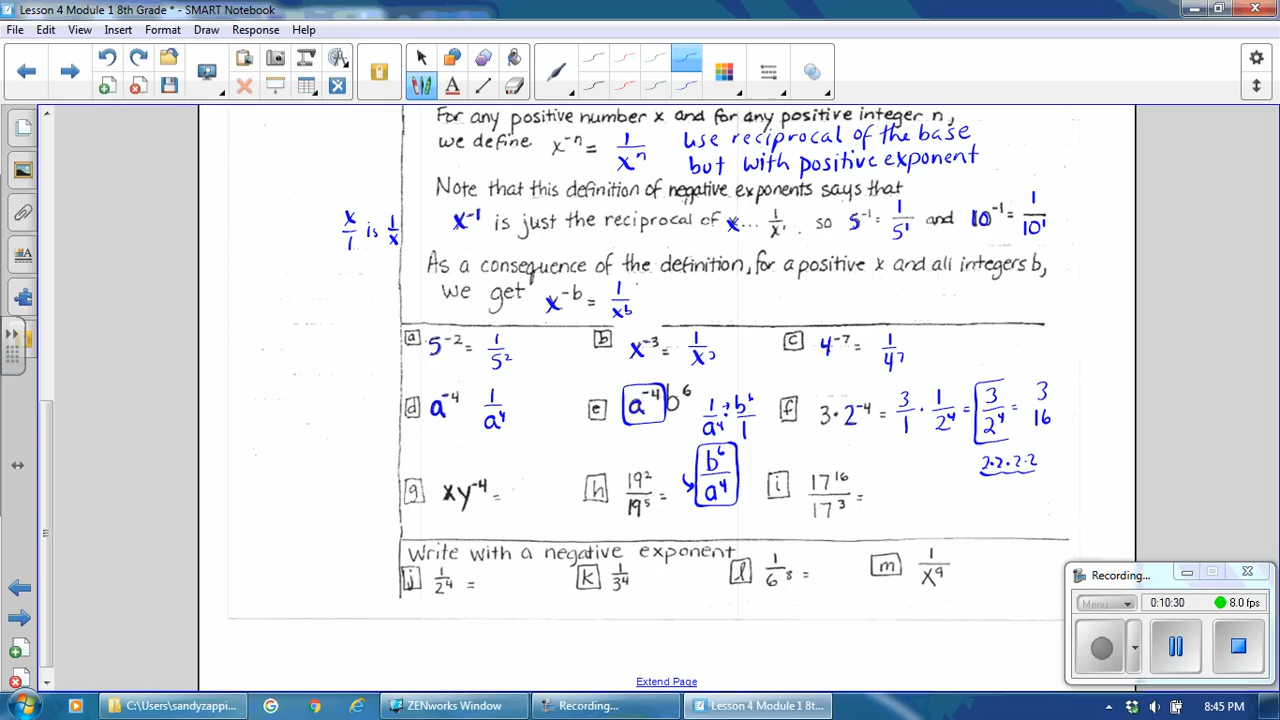 Lesson 4 Module 1 8th Grade * - SMART Notebook
File Edit View Insert Format Draw Response Help
For any positive number x and for any positive integer n,
we define x⁻ⁿ = 1/xⁿ use reciprocal of the base
but with positive exponent
Note that this definition of negative exponents says that
x/1 is 1/x
x⁻¹ is just the reciprocal of x... 1/x¹. so 5⁻¹ = 1/5¹ and 10⁻¹ = 1/10¹
As a consequence of the definition, for a positive x and all integers b,
we get x⁻ᵇ = 1/xᵇ
a 5⁻² = 1/5² b x⁻³ = 1/x³ c 4⁻⁷ = 1/4⁷
d a⁻⁴ 1/a⁴ e a⁻⁴b⁶ 1/a⁴ · b⁶/1 f 3·2⁻⁴ = 3/1 · 1/2⁴ = 3/2⁴ = 3/16
b⁶/a⁴ 2·2·2·2
g xy⁻⁴ = h 19²/19⁵ = i 17¹⁶/17³ =
Write with a negative exponent
j 1/2⁴ = k 1/3⁴ l 1/6⁸ = m 1/x⁹
Extend Page
Recording...
Menu 0:10:30 8.0 fps
C:\Users\sandyzappi... ZENworks Window Recording... Lesson 4 Module 1 8t... 8:45 PM